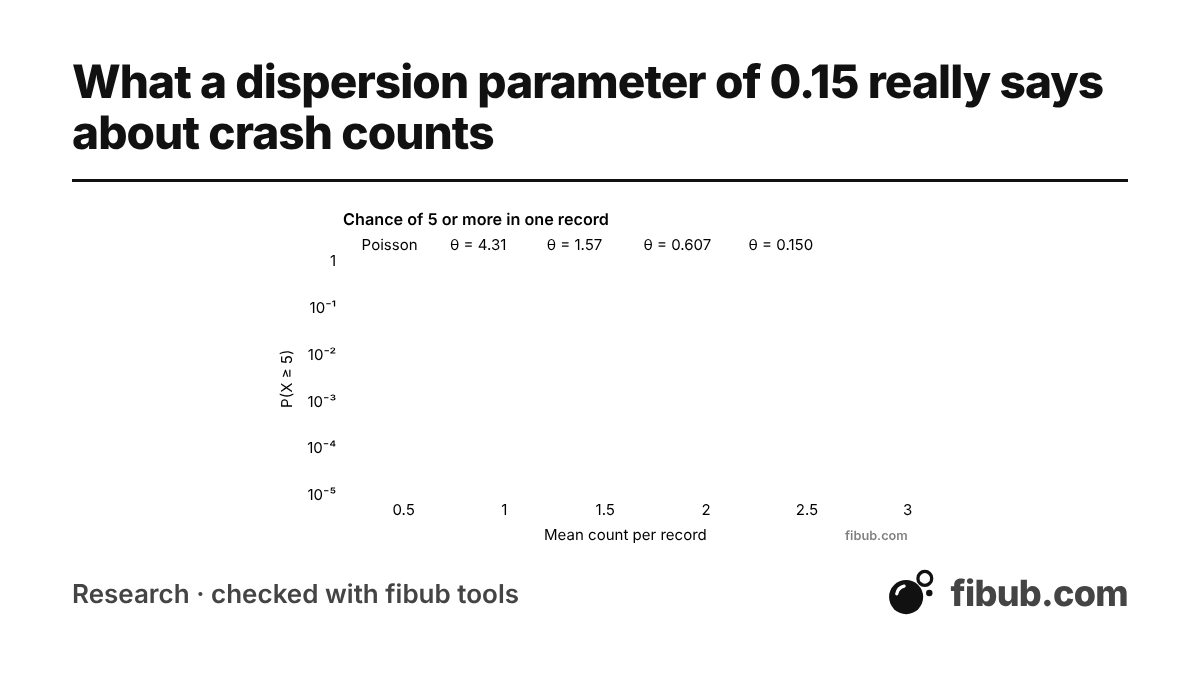 What a dispersion parameter of 0.15 really says
about crash counts
Chance of 5 or more in one record
Poisson θ = 4.31 θ = 1.57 θ = 0.607 θ = 0.150
1
10⁻¹
10⁻²
10⁻³
10⁻⁴
10⁻⁵
P(X ≥ 5)
0.5 1 1.5 2 2.5 3
Mean count per record
fibub.com
Research · checked with fibub tools
fibub.com